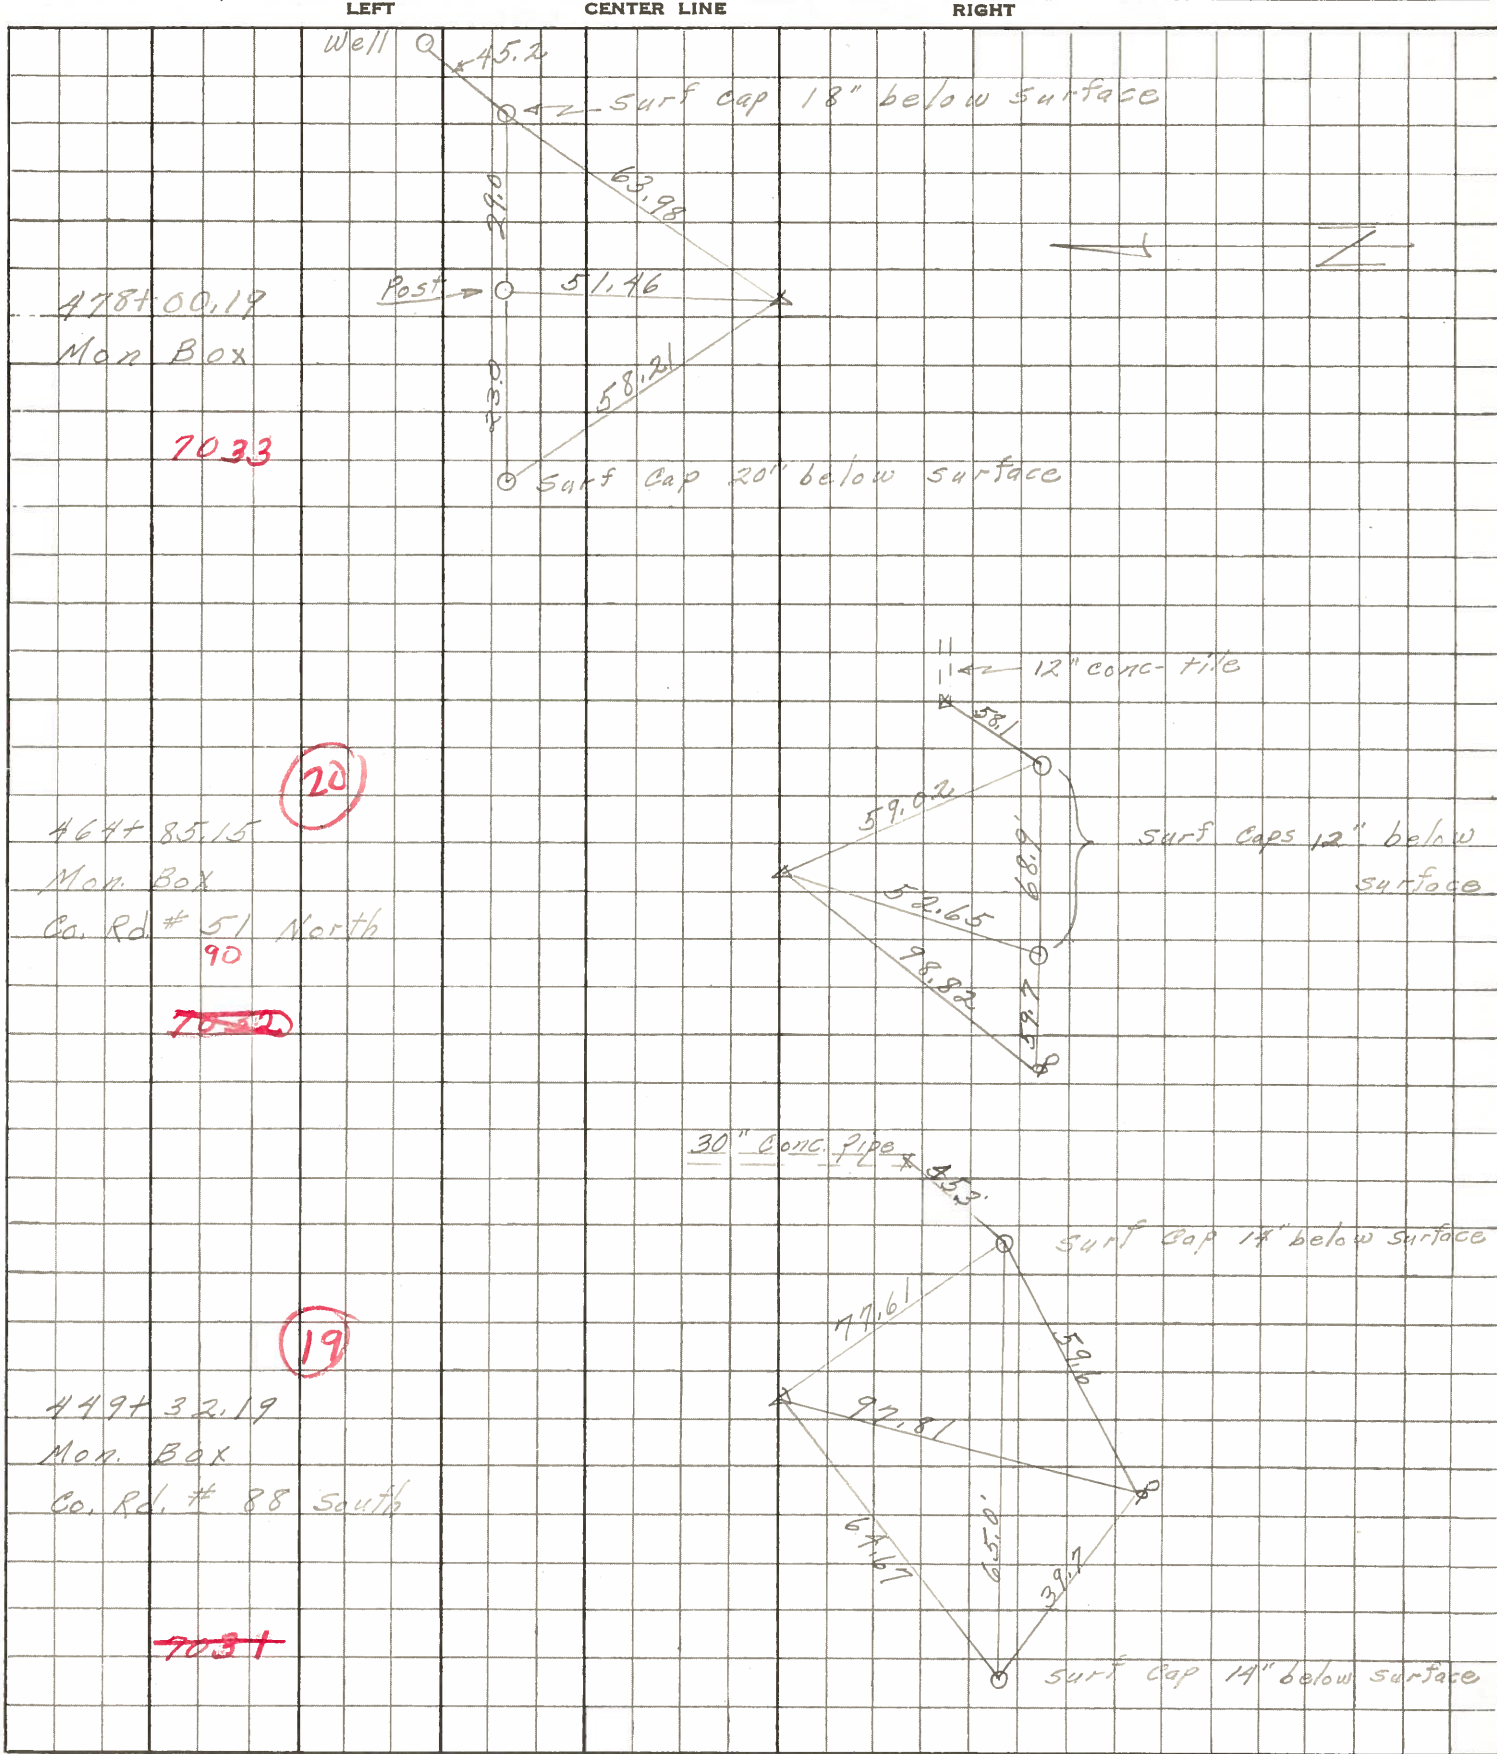 LEFT CENTER LINE RIGHT
Well
45.2
Surf cap 18" below surface
29.0
63.98
N
Post
51.46
478+00.19
Mon Box
23.0
58.21
7033
Surf Cap 20" below surface
12" conc- tile
58.1
20
59.02
464+85.15
68.9'
Surf Caps 12" below
surface
Mon. Box
52.65
Co. Rd. # 51 North
90
98.82
59.7
7032
30" Conc. Pipe
Surf Cap 14" below surface
77.61
19
59.6
449+32.19
97.81
Mon. Box
Co. Rd. # 88 South
64.67
65.0'
39.7
7031
Surf Cap 14" below surface